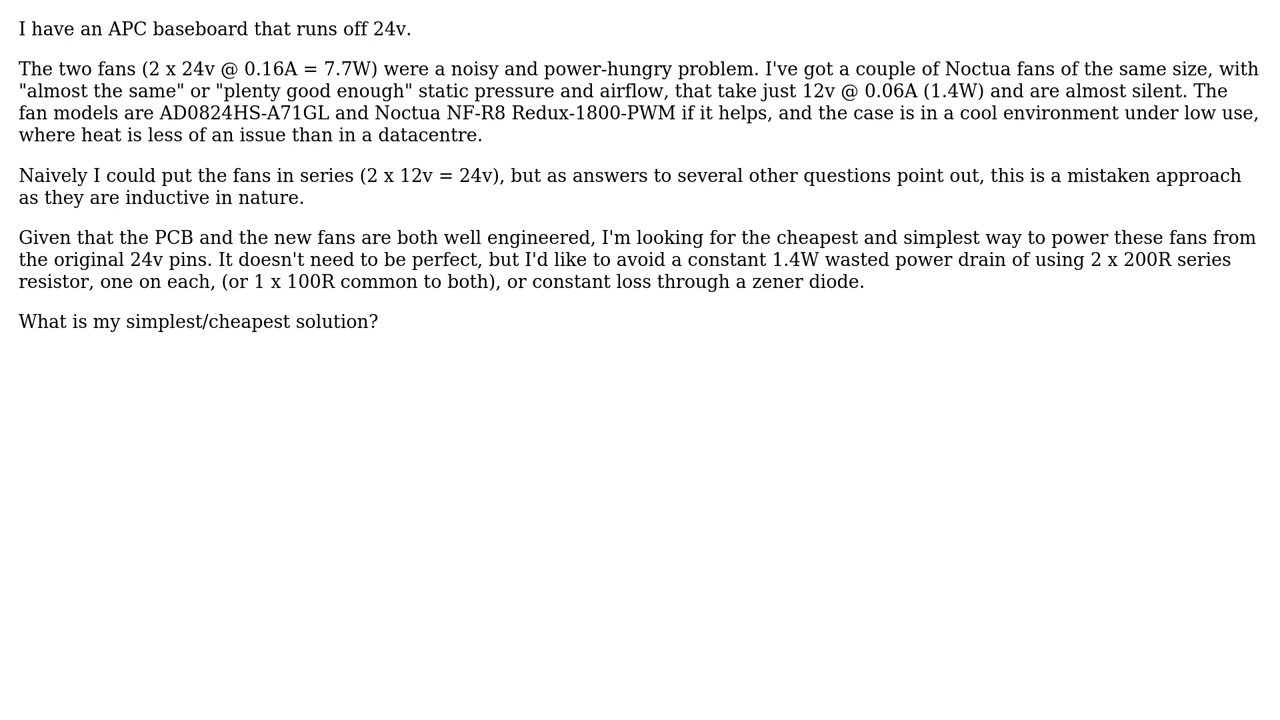 I have an APC baseboard that runs off 24v.
The two fans (2 x 24v @ 0.16A = 7.7W) were a noisy and power-hungry problem. I've got a couple of Noctua fans of the same size, with
"almost the same" or "plenty good enough" static pressure and airflow, that take just 12v @ 0.06A (1.4W) and are almost silent. The
fan models are AD0824HS-A71GL and Noctua NF-R8 Redux-1800-PWM if it helps, and the case is in a cool environment under low use,
where heat is less of an issue than in a datacentre.
Naively I could put the fans in series (2 x 12v = 24v), but as answers to several other questions point out, this is a mistaken approach
as they are inductive in nature.
Given that the PCB and the new fans are both well engineered, I'm looking for the cheapest and simplest way to power these fans from
the original 24v pins. It doesn't need to be perfect, but I'd like to avoid a constant 1.4W wasted power drain of using 2 x 200R series
resistor, one on each, (or 1 x 100R common to both), or constant loss through a zener diode.
What is my simplest/cheapest solution?